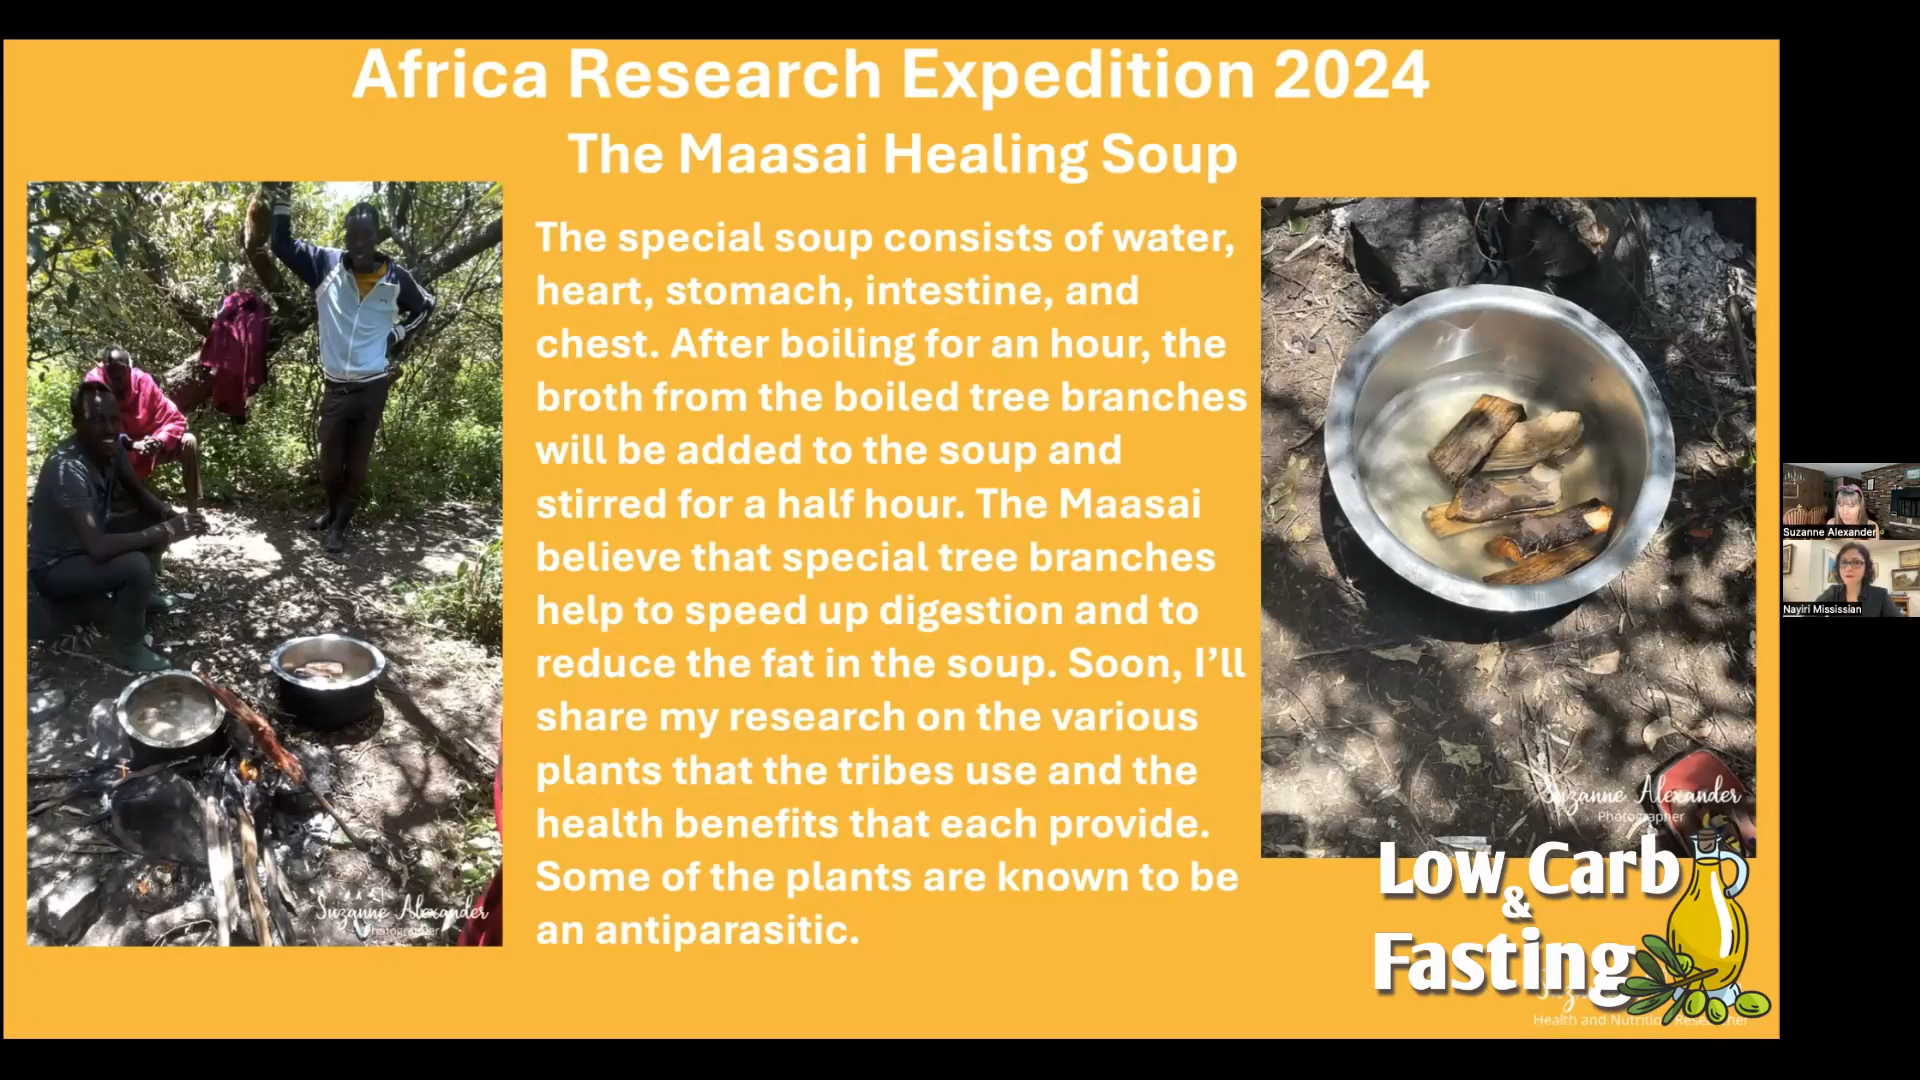 Africa Research Expedition 2024
The Maasai Healing Soup
The special soup consists of water,
heart, stomach, intestine, and
chest. After boiling for an hour, the
broth from the boiled tree branches
will be added to the soup and
stirred for a half hour. The Maasai
believe that special tree branches
help to speed up digestion and to
reduce the fat in the soup. Soon, I’ll
share my research on the various
plants that the tribes use and the
health benefits that each provide.
Some of the plants are known to be
an antiparasitic.
Suzanne Alexander
Photographer
Suzanne Alexander
Photographer
Suzanne Alexander
Nayiri Mississian
Low Carb
&
Fasting
Health and Nutrition Researcher